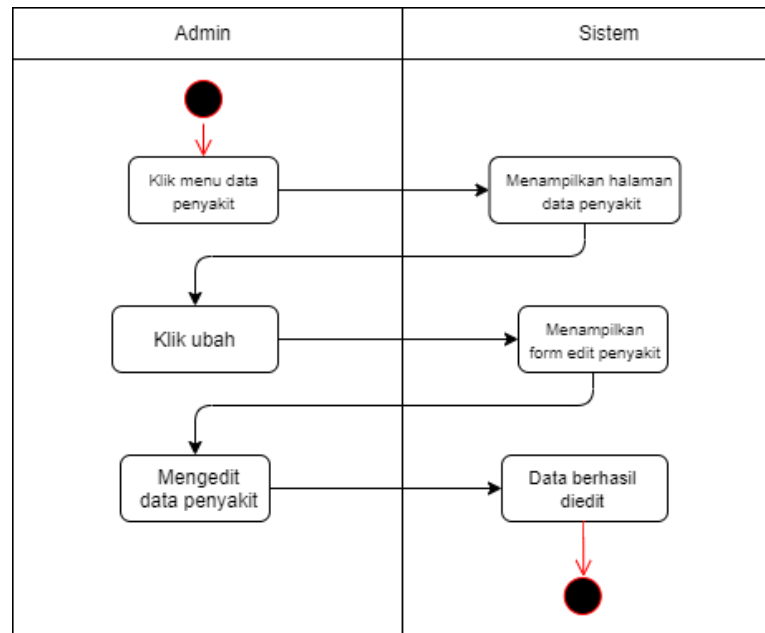 Admin
Sistem
Klik menu data
penyakit
Menampilkan halaman
data penyakit
Klik ubah
Menampilkan
form edit penyakit
Mengedit
data penyakit
Data berhasil
diedit